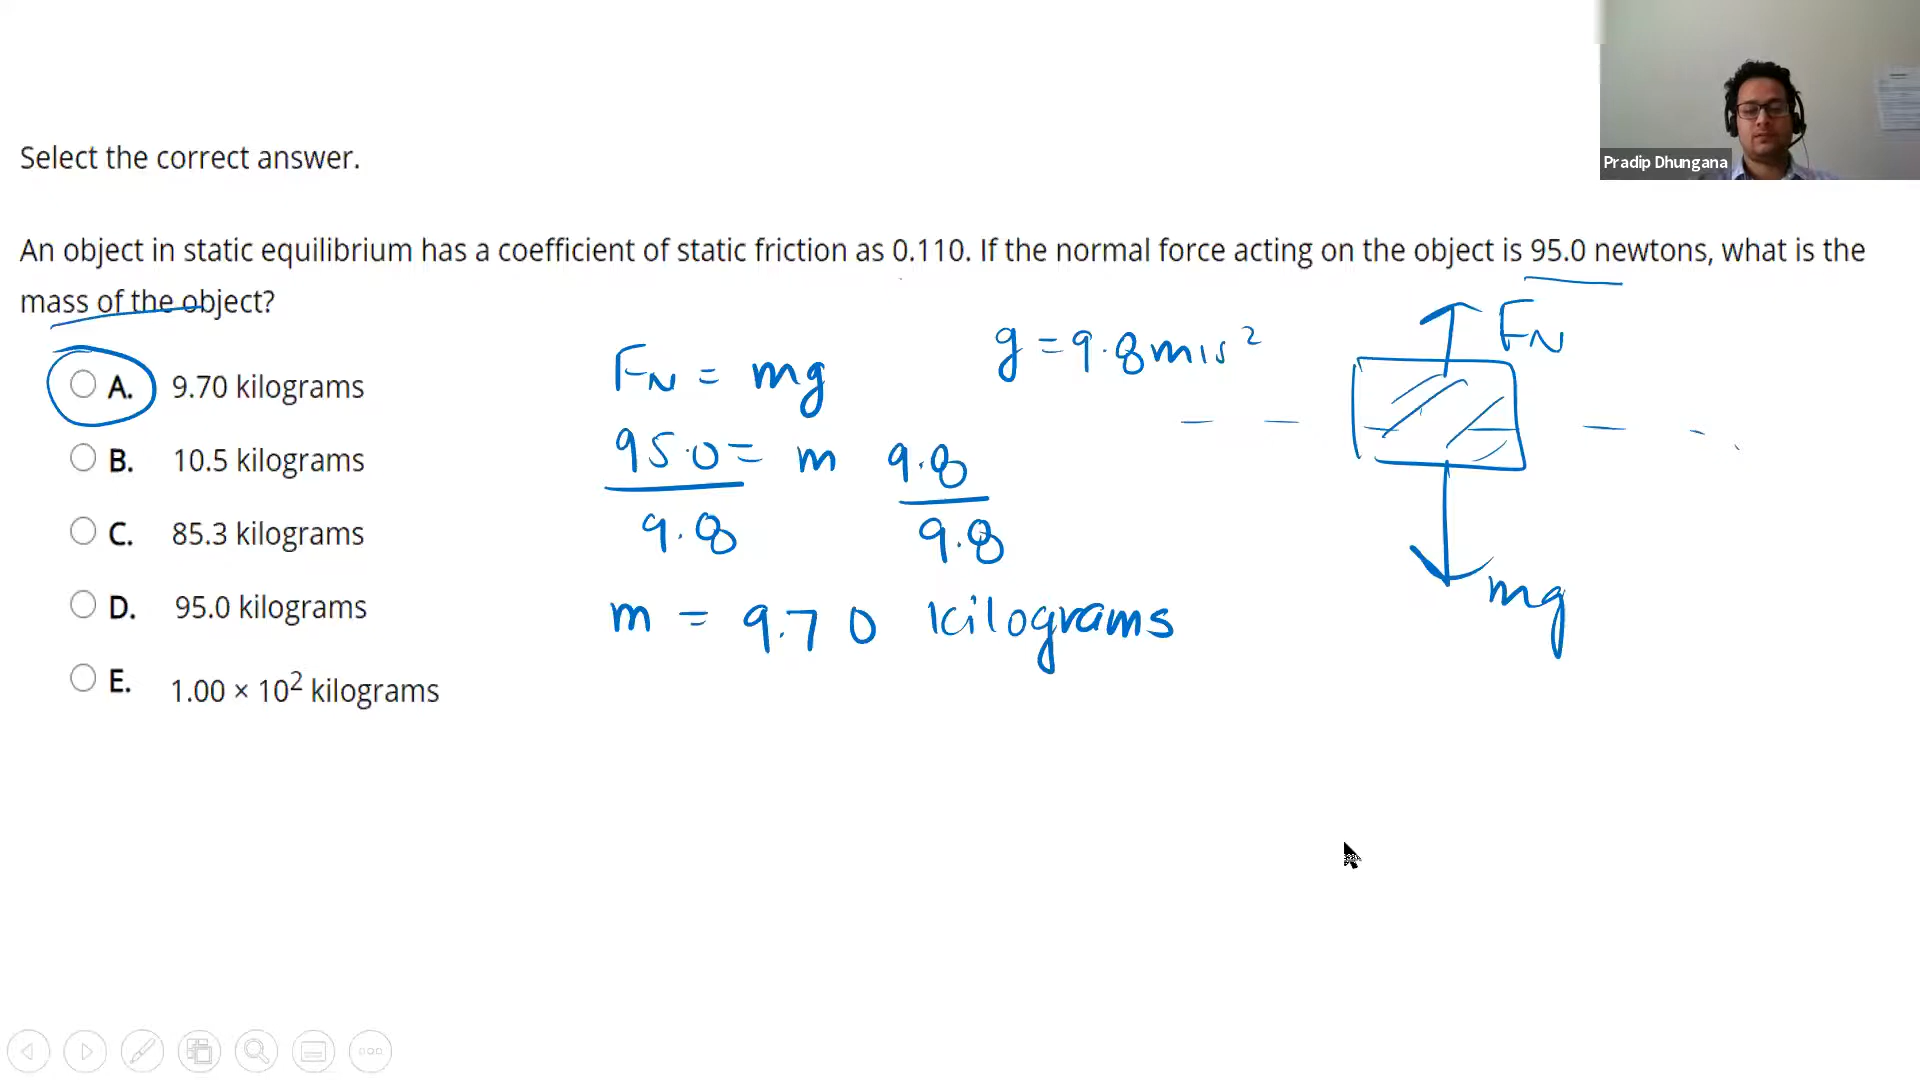 Pradip Dhungana
Select the correct answer.
An object in static equilibrium has a coefficient of static friction as 0.110. If the normal force acting on the object is 95.0 newtons, what is the
mass of the object?
A. 9.70 kilograms
B. 10.5 kilograms
C. 85.3 kilograms
D. 95.0 kilograms
E. 1.00 × 10² kilograms
F_N = mg
g = 9.8 m/s²
95.0 = m 9.8
9.8 9.8
m = 9.70 kilograms
F_N
mg